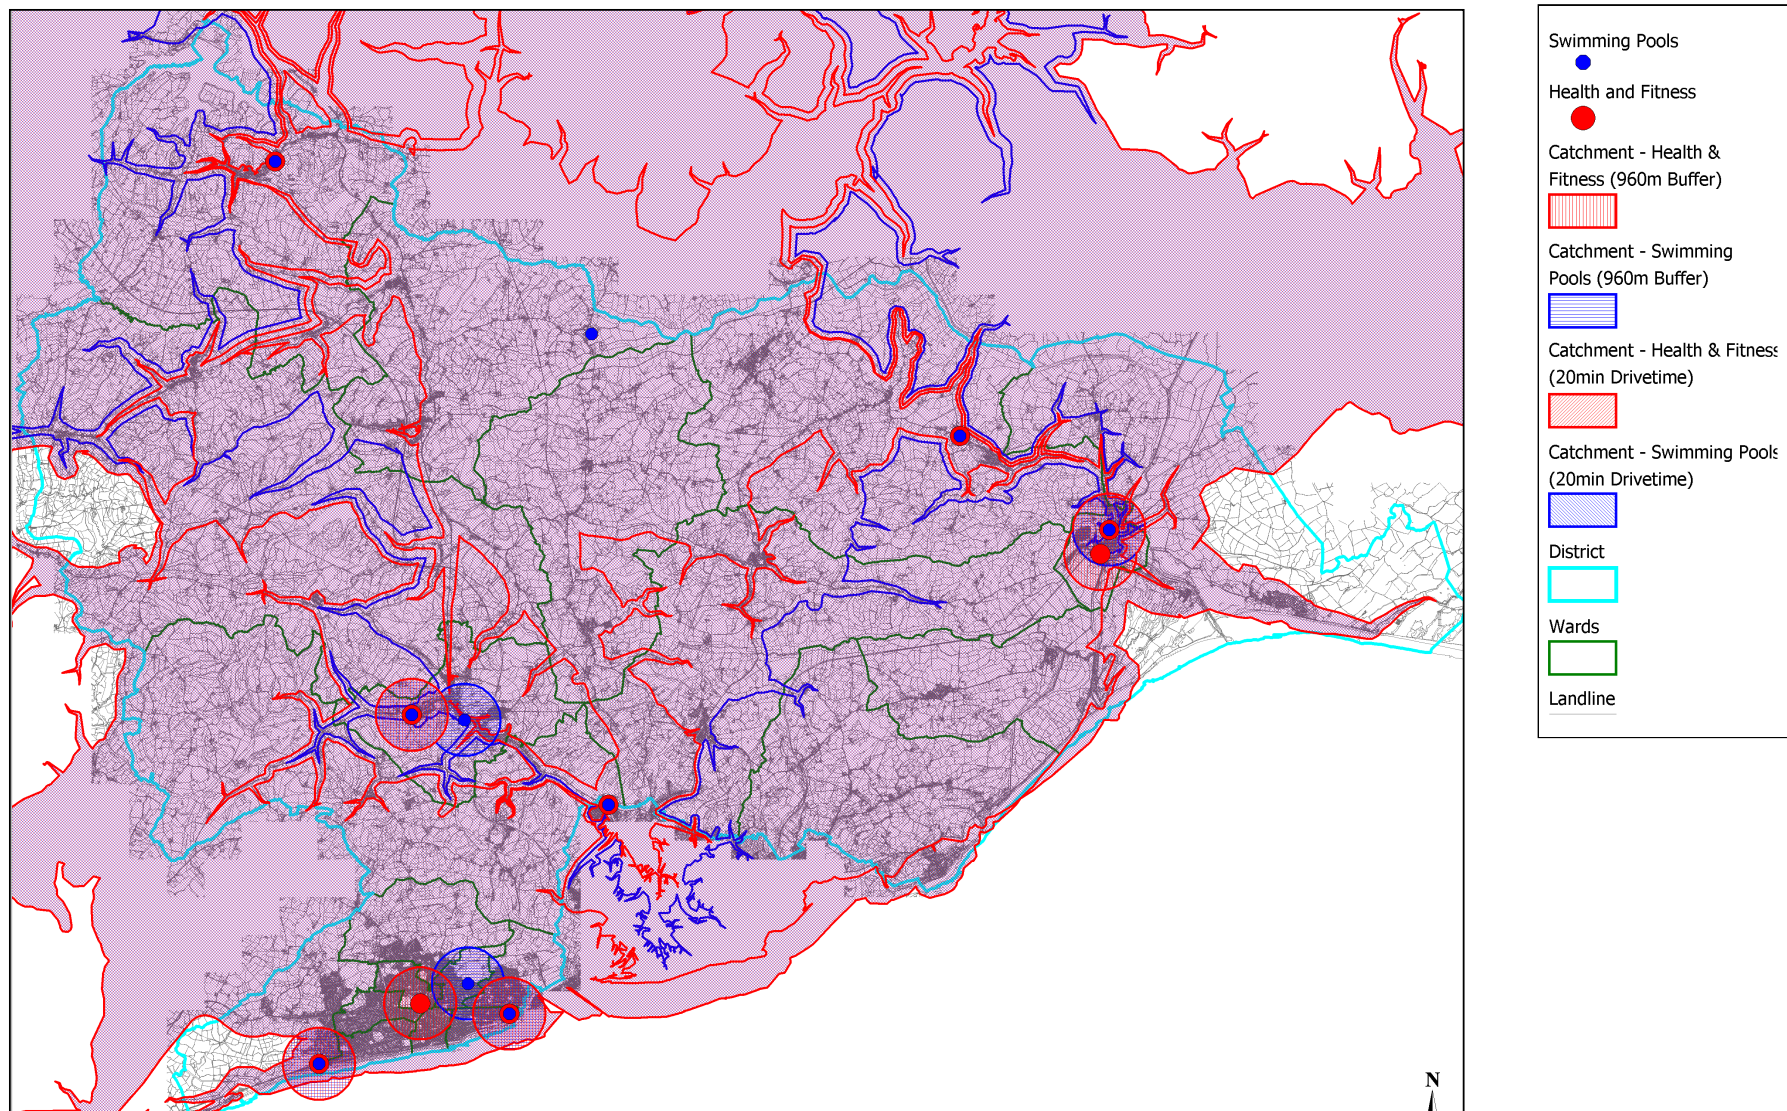 Swimming Pools
Health and Fitness
Catchment - Health &
Fitness (960m Buffer)
Catchment - Swimming
Pools (960m Buffer)
Catchment - Health & Fitness
(20min Drivetime)
Catchment - Swimming Pools
(20min Drivetime)
District
Wards
Landline
N